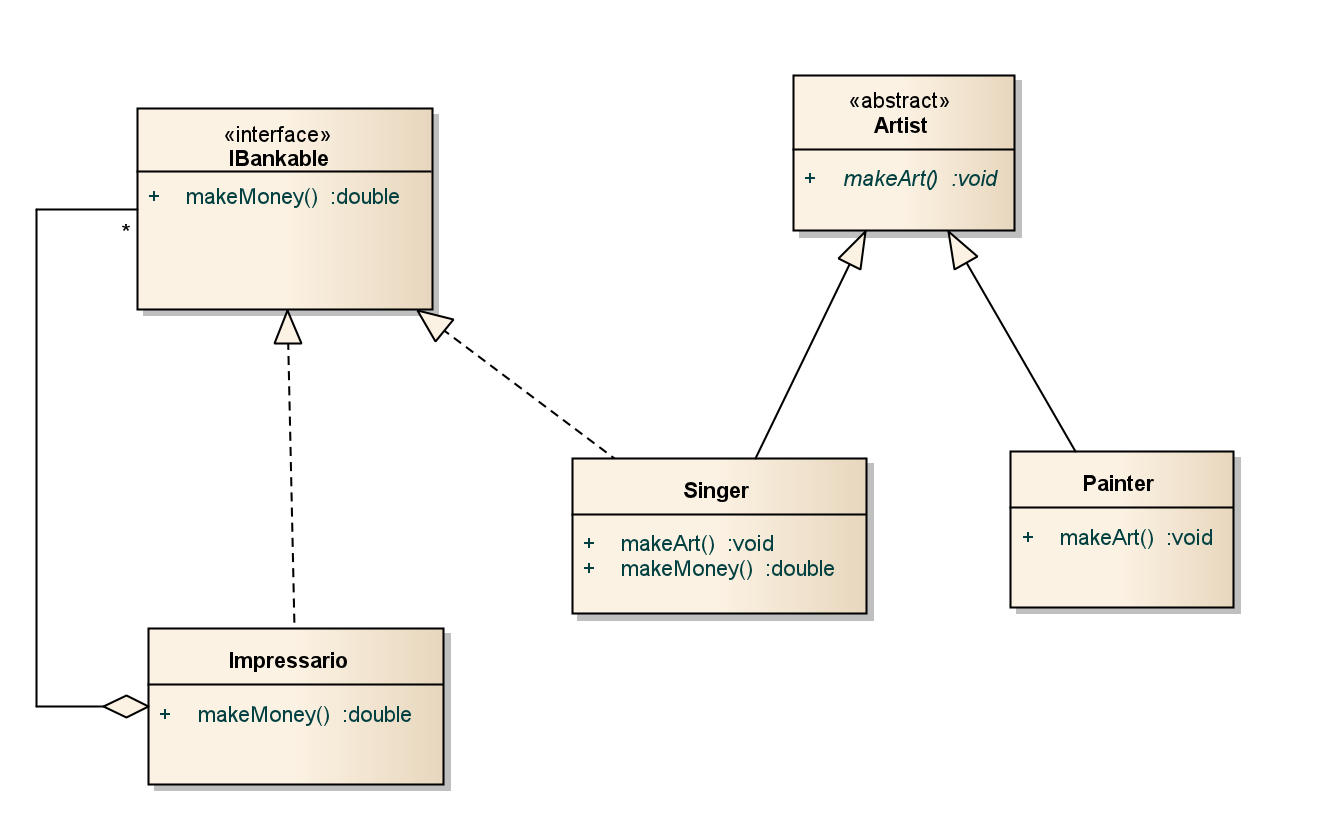 «interface»
IBankable
+ makeMoney() :double
*
«abstract»
Artist
+ makeArt() :void
Singer
+ makeArt() :void
+ makeMoney() :double
Painter
+ makeArt() :void
Impressario
+ makeMoney() :double